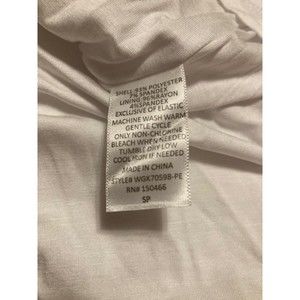 SHELL: 93% POLYESTER
7% SPANDEX
LINING: 96% RAYON
4% SPANDEX
EXCLUSIVE OF ELASTIC
MACHINE WASH WARM
GENTLE CYCLE
ONLY NON-CHLORINE
BLEACH WHEN NEEDED
TUMBLE DRY LOW
COOL IRON IF NEEDED
MADE IN CHINA
STYLE# WGK7059B-PE
RN# 150466
SP